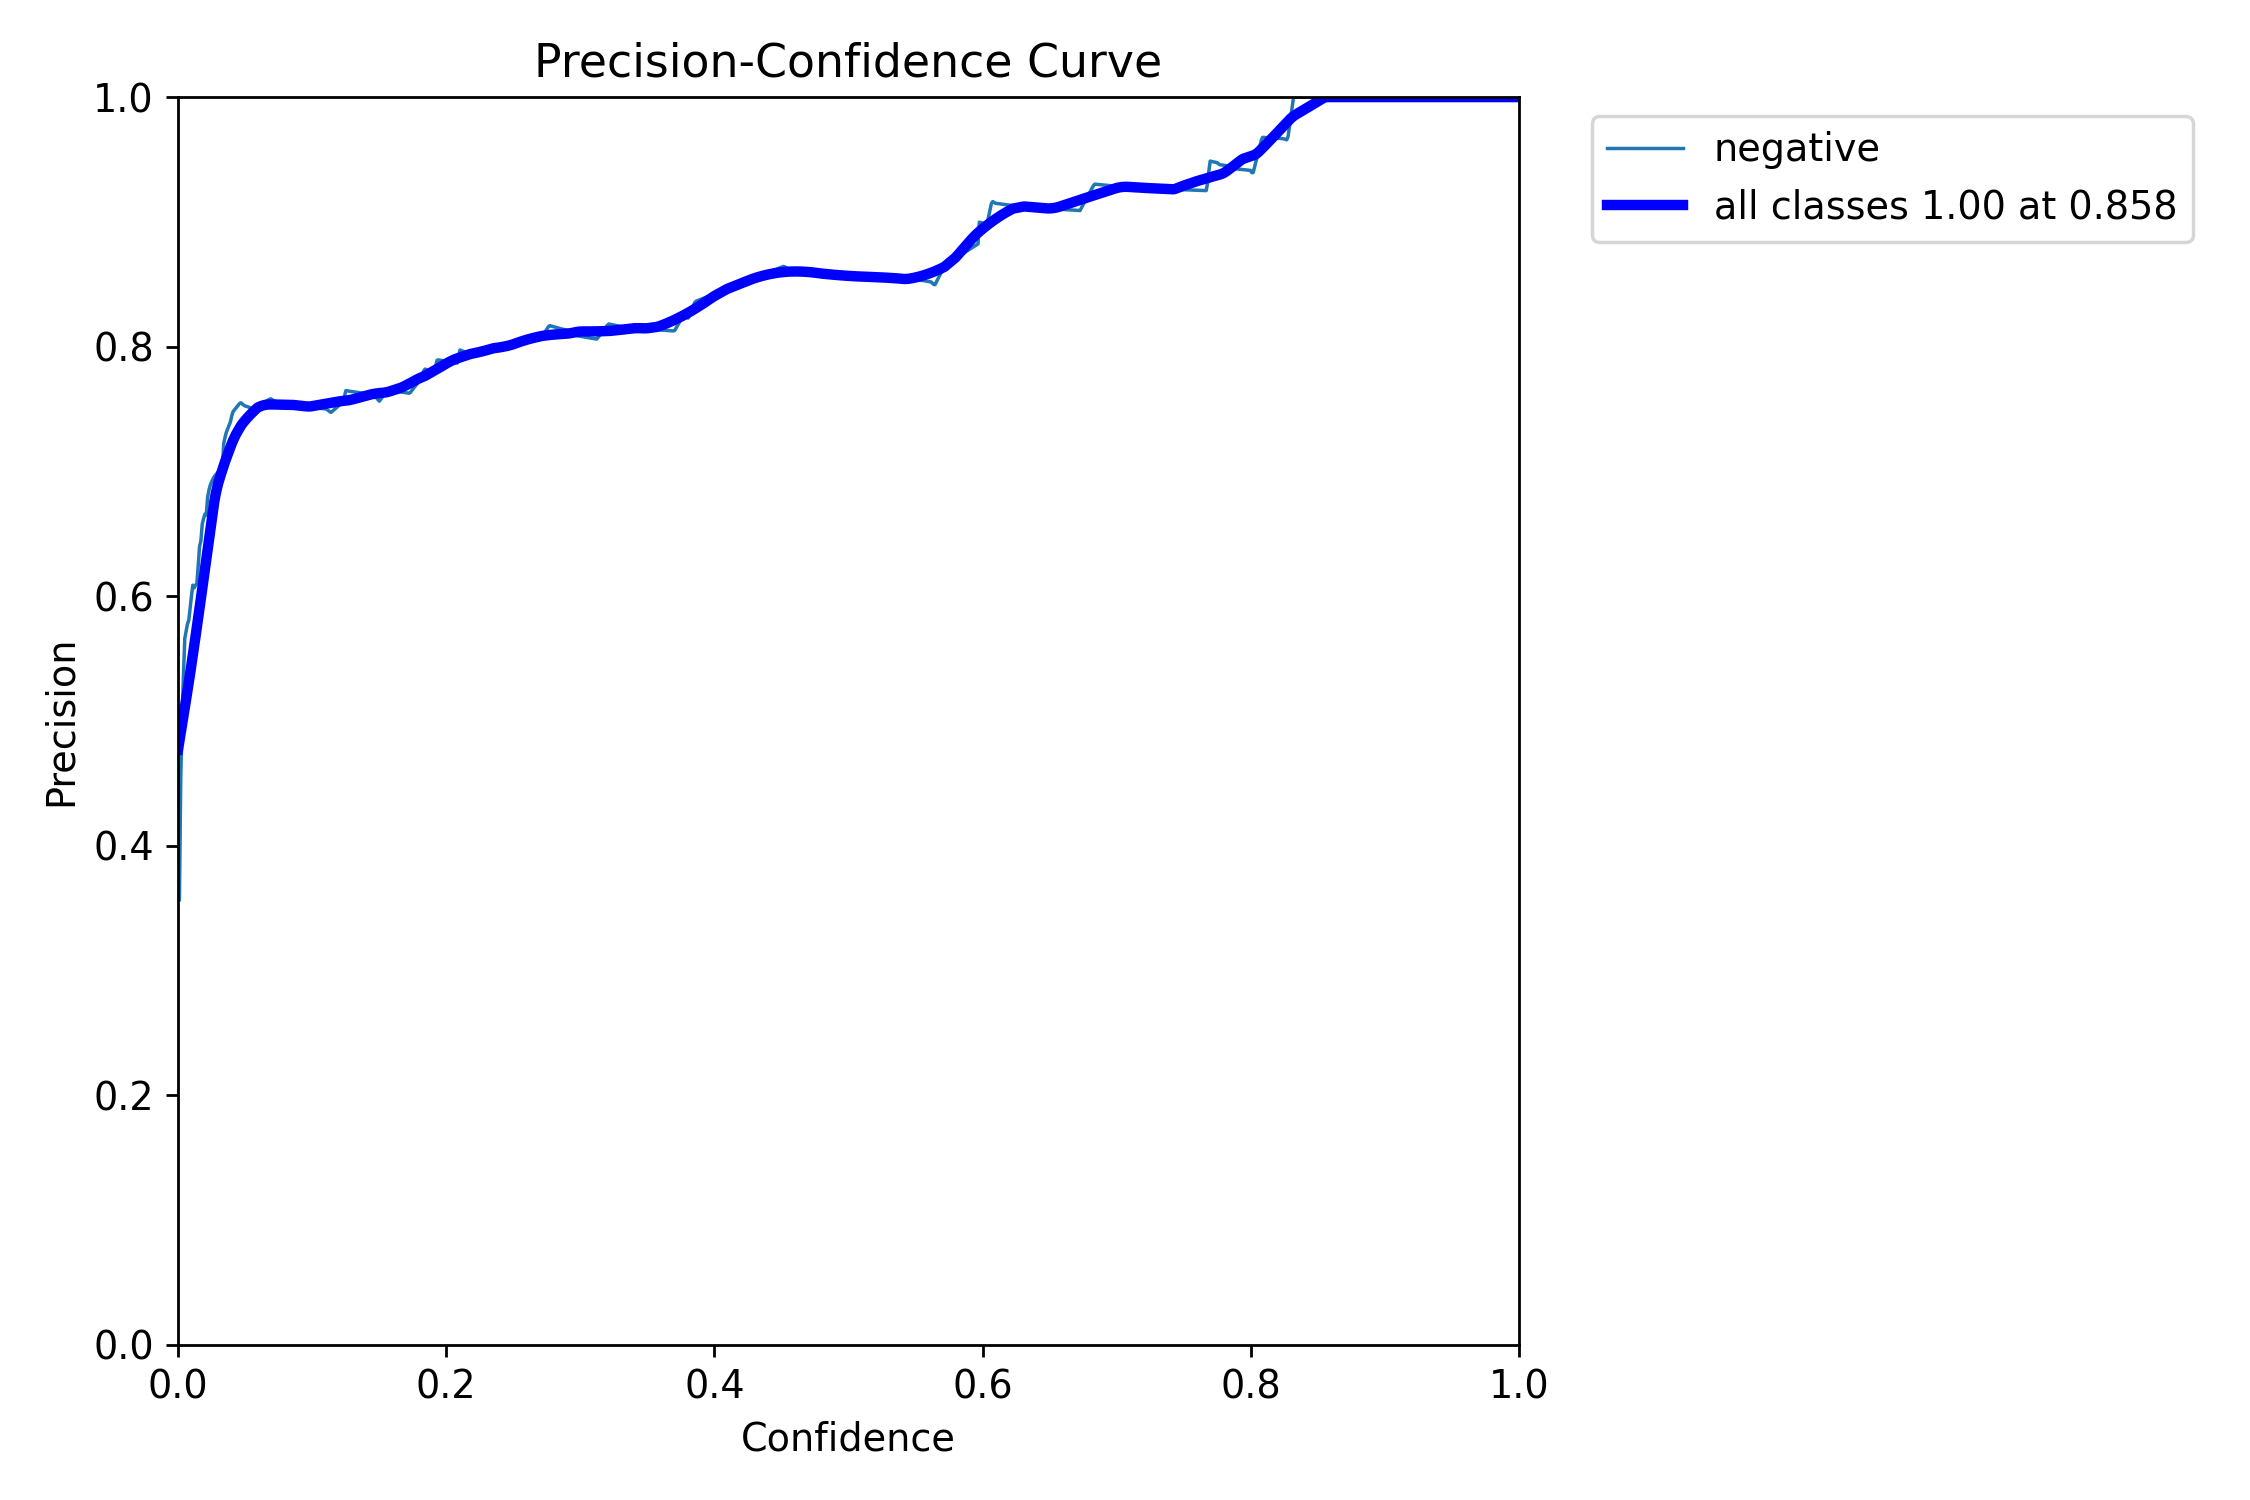 Precision-Confidence Curve
1.0
0.8
0.6
0.4
0.2
0.0
Precision
0.0 0.2 0.4 0.6 0.8 1.0
Confidence
negative
all classes 1.00 at 0.858